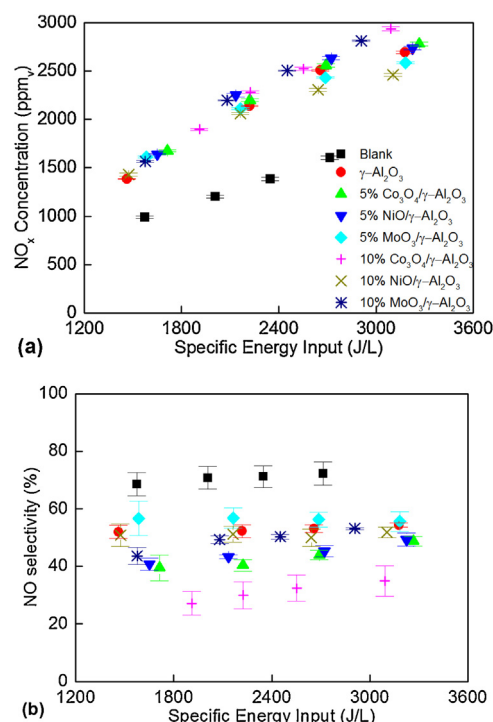 3000
2500
2000
1500
1000
500
0
NOx Concentration (ppmv)
Blank
γ-Al2O3
5% Co3O4/γ-Al2O3
5% NiO/γ-Al2O3
5% MoO3/γ-Al2O3
10% Co3O4/γ-Al2O3
10% NiO/γ-Al2O3
10% MoO3/γ-Al2O3
1200 1800 2400 3000 3600
(a) Specific Energy Input (J/L)
100
80
60
40
20
0
NO selectivity (%)
1200 1800 2400 3000 3600
(b) Specific Energy Input (J/L)